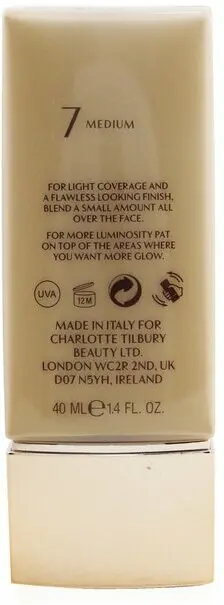 7 MEDIUM
FOR LIGHT COVERAGE AND
A FLAWLESS LOOKING FINISH,
BLEND A SMALL AMOUNT ALL
OVER THE FACE.
FOR MORE LUMINOSITY PAT
ON TOP OF THE AREAS WHERE
YOU WANT MORE GLOW.
UVA
12M
MADE IN ITALY FOR
CHARLOTTE TILBURY
BEAUTY LTD.
LONDON WC2R 2ND, UK
D07 N5YH, IRELAND
40 ML℮1.4 FL. OZ.